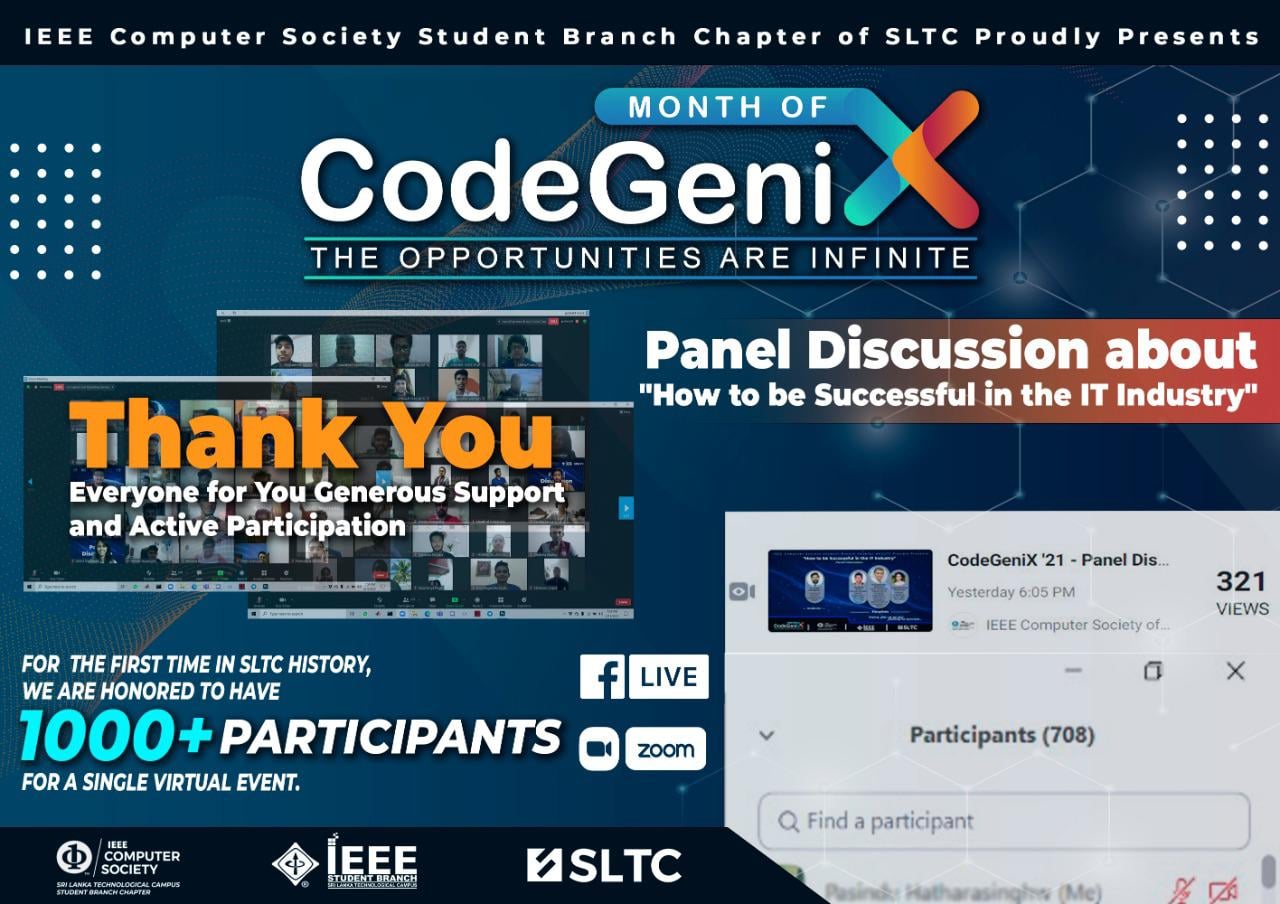 IEEE Computer Society Student Branch Chapter of SLTC Proudly Presents
MONTH OF
CodeGeniX
THE OPPORTUNITIES ARE INFINITE
Panel Discussion about
"How to be Successful in the IT Industry"
Thank You
Everyone for You Generous Support
and Active Participation
CodeGeniX '21 - Panel Dis...
Yesterday 6:05 PM
IEEE Computer Society of...
321
VIEWS
FOR THE FIRST TIME IN SLTC HISTORY,
WE ARE HONORED TO HAVE
1000+ PARTICIPANTS
FOR A SINGLE VIRTUAL EVENT.
f LIVE
zoom
Participants (708)
Find a participant
Pasindu Hatharasinghw (Me)
IEEE
COMPUTER
SOCIETY
SRI LANKA TECHNOLOGICAL CAMPUS
STUDENT BRANCH CHAPTER
IEEE
STUDENT BRANCH
SRI LANKA TECHNOLOGICAL CAMPUS
SLTC